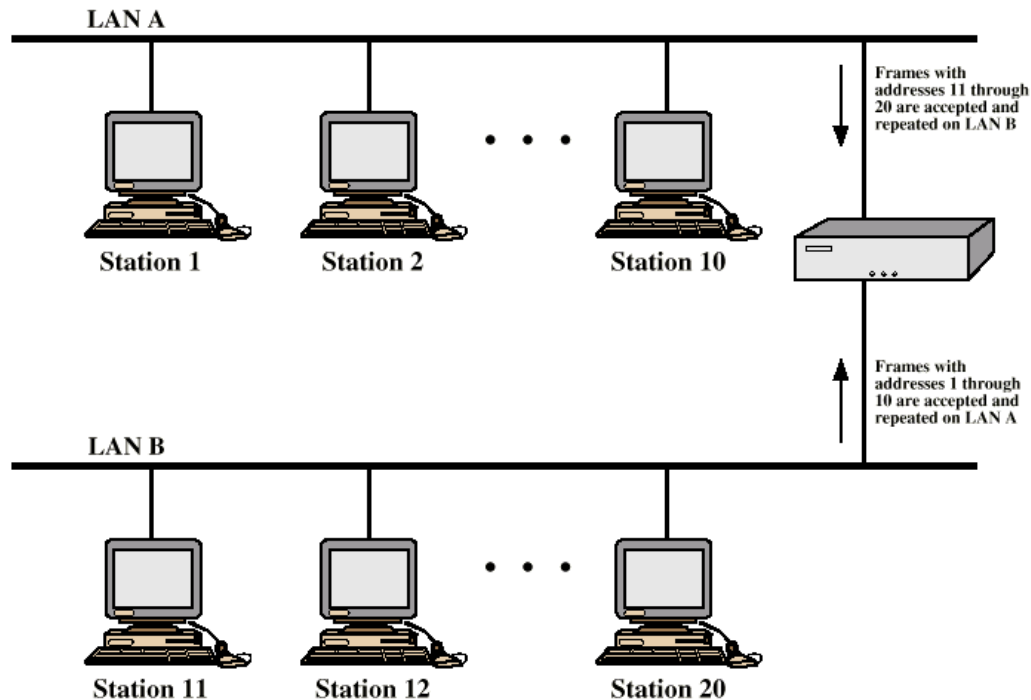 LAN A
Frames with
addresses 11 through
20 are accepted and
repeated on LAN B
Station 1
Station 2
Station 10
Frames with
addresses 1 through
10 are accepted and
repeated on LAN A
LAN B
Station 11
Station 12
Station 20